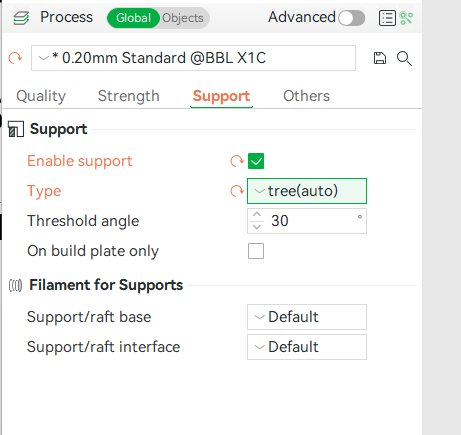 Process Global Objects Advanced
* 0.20mm Standard @BBL X1C
Quality Strength Support Others
Support
Enable support
Type tree(auto)
Threshold angle 30 °
On build plate only
Filament for Supports
Support/raft base Default
Support/raft interface Default